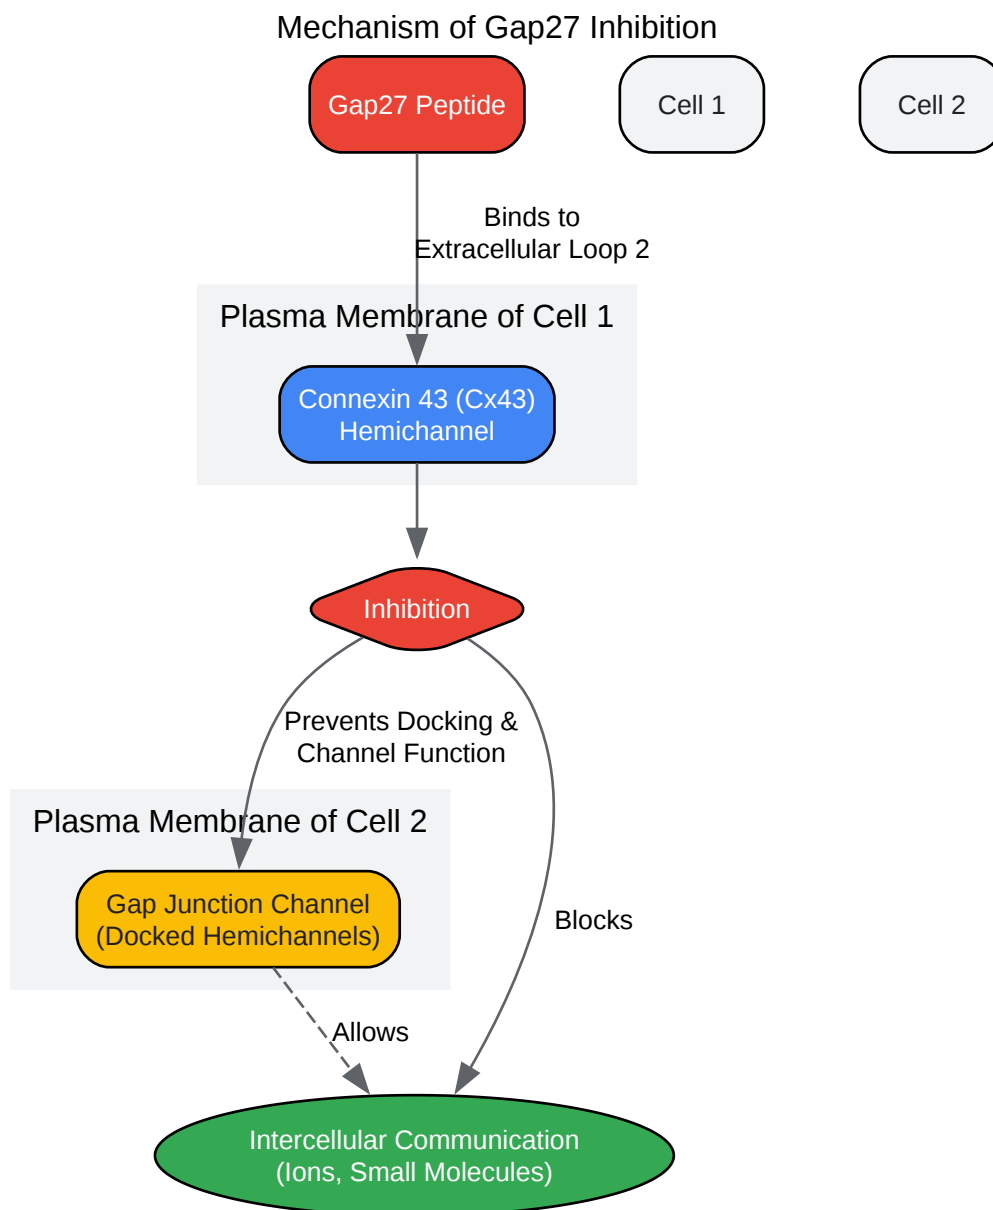 Mechanism of Gap27 Inhibition
Gap27 Peptide
Cell 1
Cell 2
Binds to
Extracellular Loop 2
Plasma Membrane of Cell 1
Connexin 43 (Cx43)
Hemichannel
Inhibition
Prevents Docking &
Channel Function
Plasma Membrane of Cell 2
Gap Junction Channel
(Docked Hemichannels)
Blocks
Allows
Intercellular Communication
(Ions, Small Molecules)